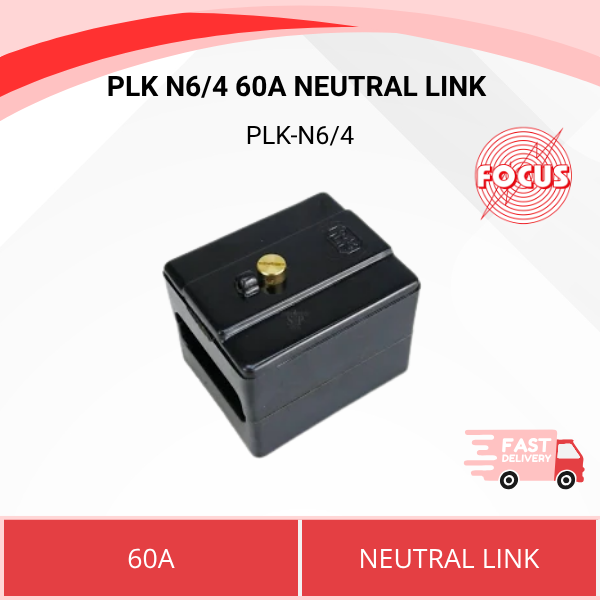 PLK N6/4 60A NEUTRAL LINK
PLK-N6/4
FOCUS
FAST
DELIVERY
60A
NEUTRAL LINK